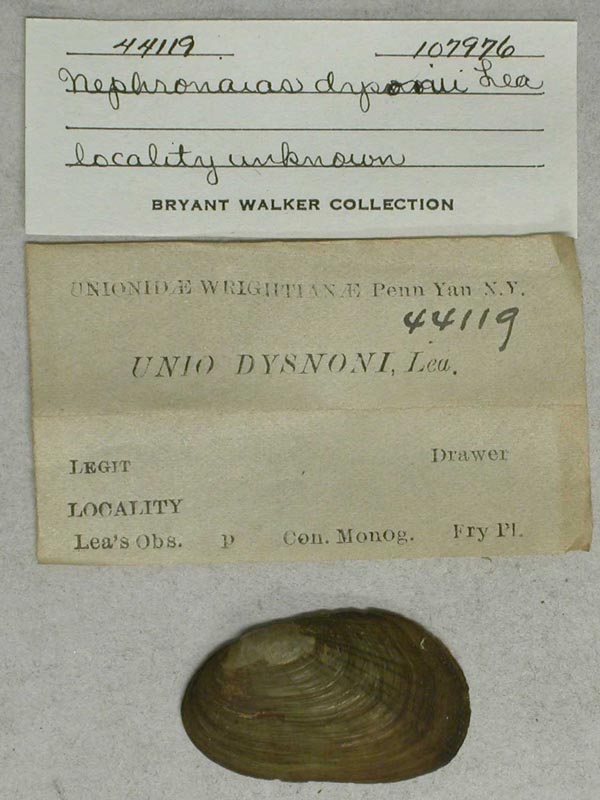 44119 107976
Nephronaias dysonii Lea
locality unknown
BRYANT WALKER COLLECTION
UNIONIDÆ WRIGHTIANÆ Penn Yan N.Y.
44119
UNIO DYSNONI, Lea.
LEGIT Drawer
LOCALITY
Lea's Obs. p Con. Monog. Fry Pl.